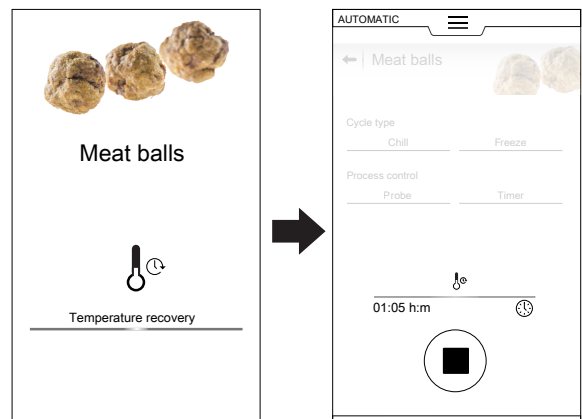 Meat balls
Temperature recovery
AUTOMATIC
Meat balls
Cycle type
Chill Freeze
Process control
Probe Timer
01:05 h:m